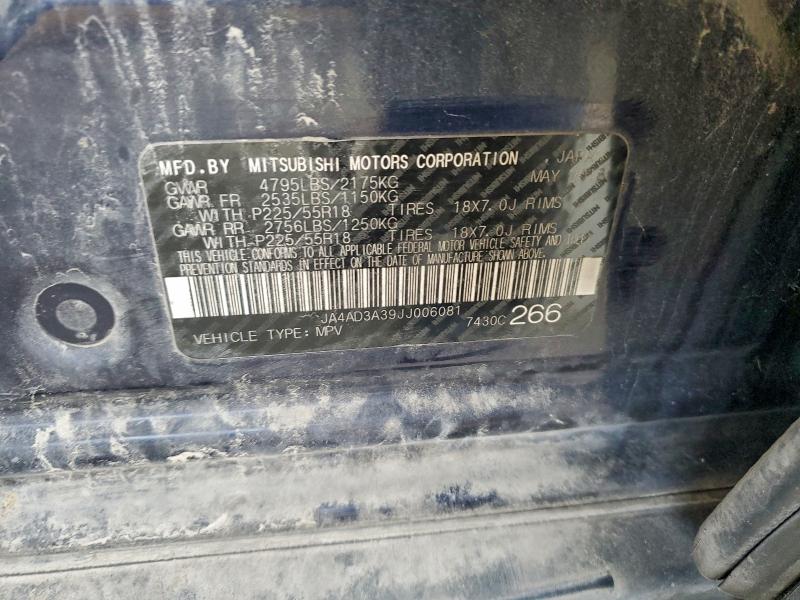 MFD.BY MITSUBISHI MOTORS CORPORATION
GVWR 4795LBS/2175KG MAY
GAWR FR 2535LBS/1150KG
WITH P225/55R18 TIRES 18X7.0J RIMS
GAWR RR 2756LBS/1250KG
WITH P225/55R18 TIRES 18X7.0J RIMS
THIS VEHICLE CONFORMS TO ALL APPLICABLE FEDERAL MOTOR VEHICLE SAFETY AND THEFT
PREVENTION STANDARDS IN EFFECT ON THE DATE OF MANUFACTURE SHOWN ABOVE.
JA4AD3A39JJ006081 7430C 266
VEHICLE TYPE: MPV